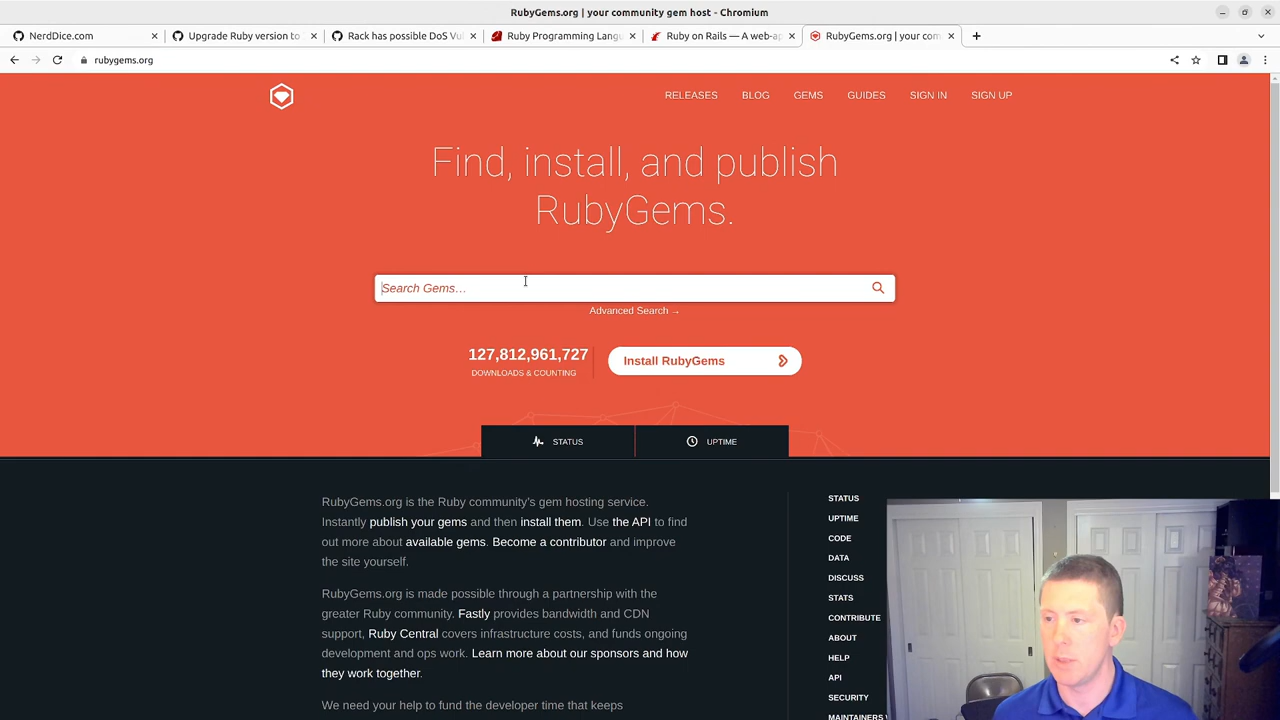 RubyGems.org | your community gem host - Chromium
NerdDice.com
Upgrade Ruby version to
Rack has possible DoS Vul
Ruby Programming Langu
Ruby on Rails — A web-ap
RubyGems.org | your com
rubygems.org
RELEASES BLOG GEMS GUIDES SIGN IN SIGN UP
Find, install, and publish
RubyGems.
Search Gems…
Advanced Search →
127,812,961,727
DOWNLOADS & COUNTING
Install RubyGems
STATUS
UPTIME
RubyGems.org is the Ruby community's gem hosting service.
Instantly publish your gems and then install them. Use the API to find
out more about available gems. Become a contributor and improve
the site yourself.
RubyGems.org is made possible through a partnership with the
greater Ruby community. Fastly provides bandwidth and CDN
support, Ruby Central covers infrastructure costs, and funds ongoing
development and ops work. Learn more about our sponsors and how
they work together.
We need your help to fund the developer time that keeps
STATUS
UPTIME
CODE
DATA
DISCUSS
STATS
CONTRIBUTE
ABOUT
HELP
API
SECURITY
MAINTAINERS